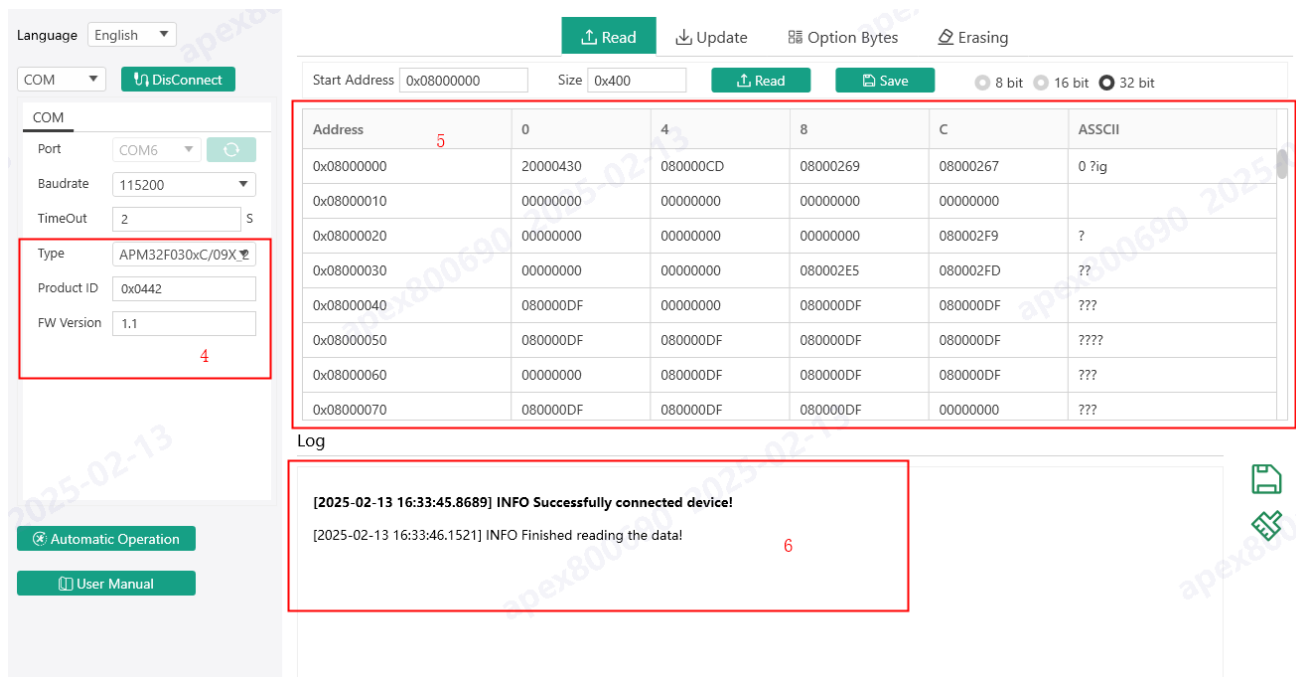 Language English
Read Update Option Bytes Erasing
COM DisConnect
Start Address 0x08000000 Size 0x400 Read Save 8 bit 16 bit 32 bit
COM
Port COM6
Baudrate 115200
TimeOut 2 S
Type APM32F030xC/09X_2
Product ID 0x0442
FW Version 1.1
4
5
Address 0 4 8 C ASSCII
0x08000000 20000430 080000CD 08000269 08000267 0 ?ig
0x08000010 00000000 00000000 00000000 00000000
0x08000020 00000000 00000000 00000000 080002F9 ?
0x08000030 00000000 00000000 080002E5 080002FD ??
0x08000040 080000DF 00000000 080000DF 080000DF ???
0x08000050 080000DF 080000DF 080000DF 080000DF ????
0x08000060 00000000 080000DF 080000DF 080000DF ???
0x08000070 080000DF 080000DF 080000DF 00000000 ???
Log
[2025-02-13 16:33:45.8689] INFO Successfully connected device!
[2025-02-13 16:33:46.1521] INFO Finished reading the data!
6
Automatic Operation
User Manual
apex800690 2025-02-13